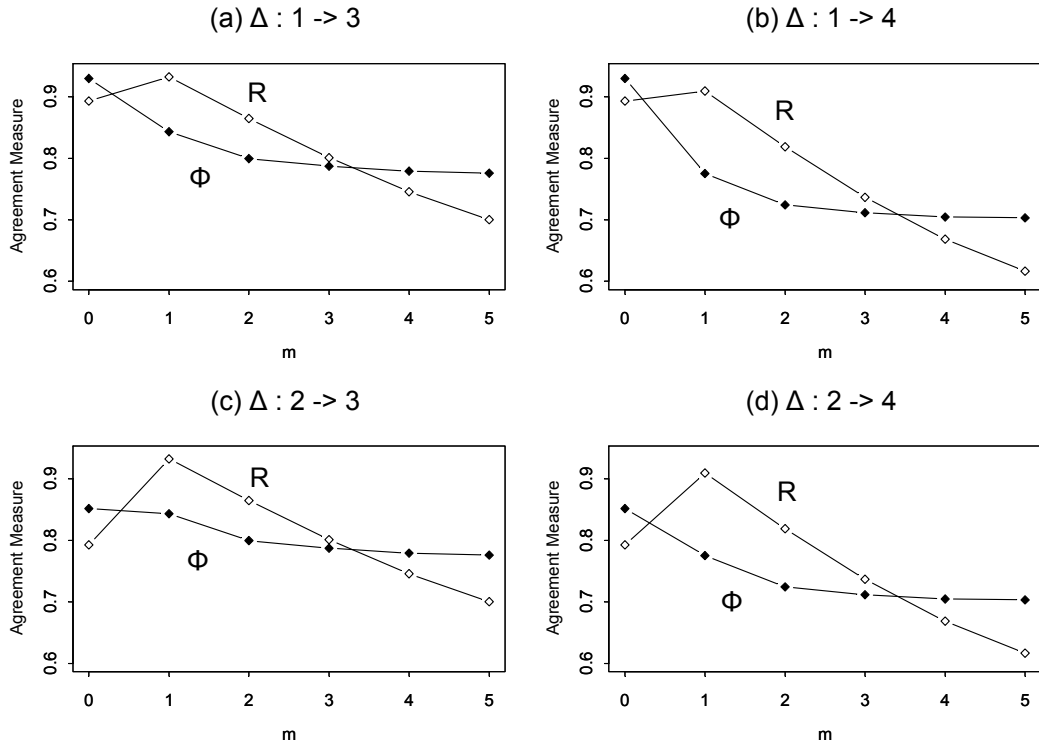 (a) Δ : 1 -> 3
Agreement Measure
0.6 0.7 0.8 0.9
R
Φ
0 1 2 3 4 5
m
(b) Δ : 1 -> 4
Agreement Measure
0.6 0.7 0.8 0.9
R
Φ
0 1 2 3 4 5
m
(c) Δ : 2 -> 3
Agreement Measure
0.6 0.7 0.8 0.9
R
Φ
0 1 2 3 4 5
m
(d) Δ : 2 -> 4
Agreement Measure
0.6 0.7 0.8 0.9
R
Φ
0 1 2 3 4 5
m